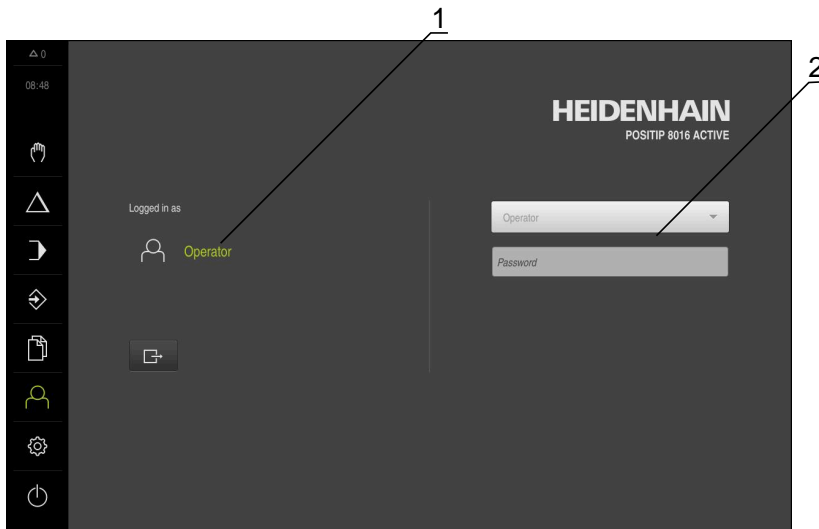 1
2
△ 0
08:48
HEIDENHAIN
POSITIP 8016 ACTIVE
Logged in as
Operator
Operator
Password